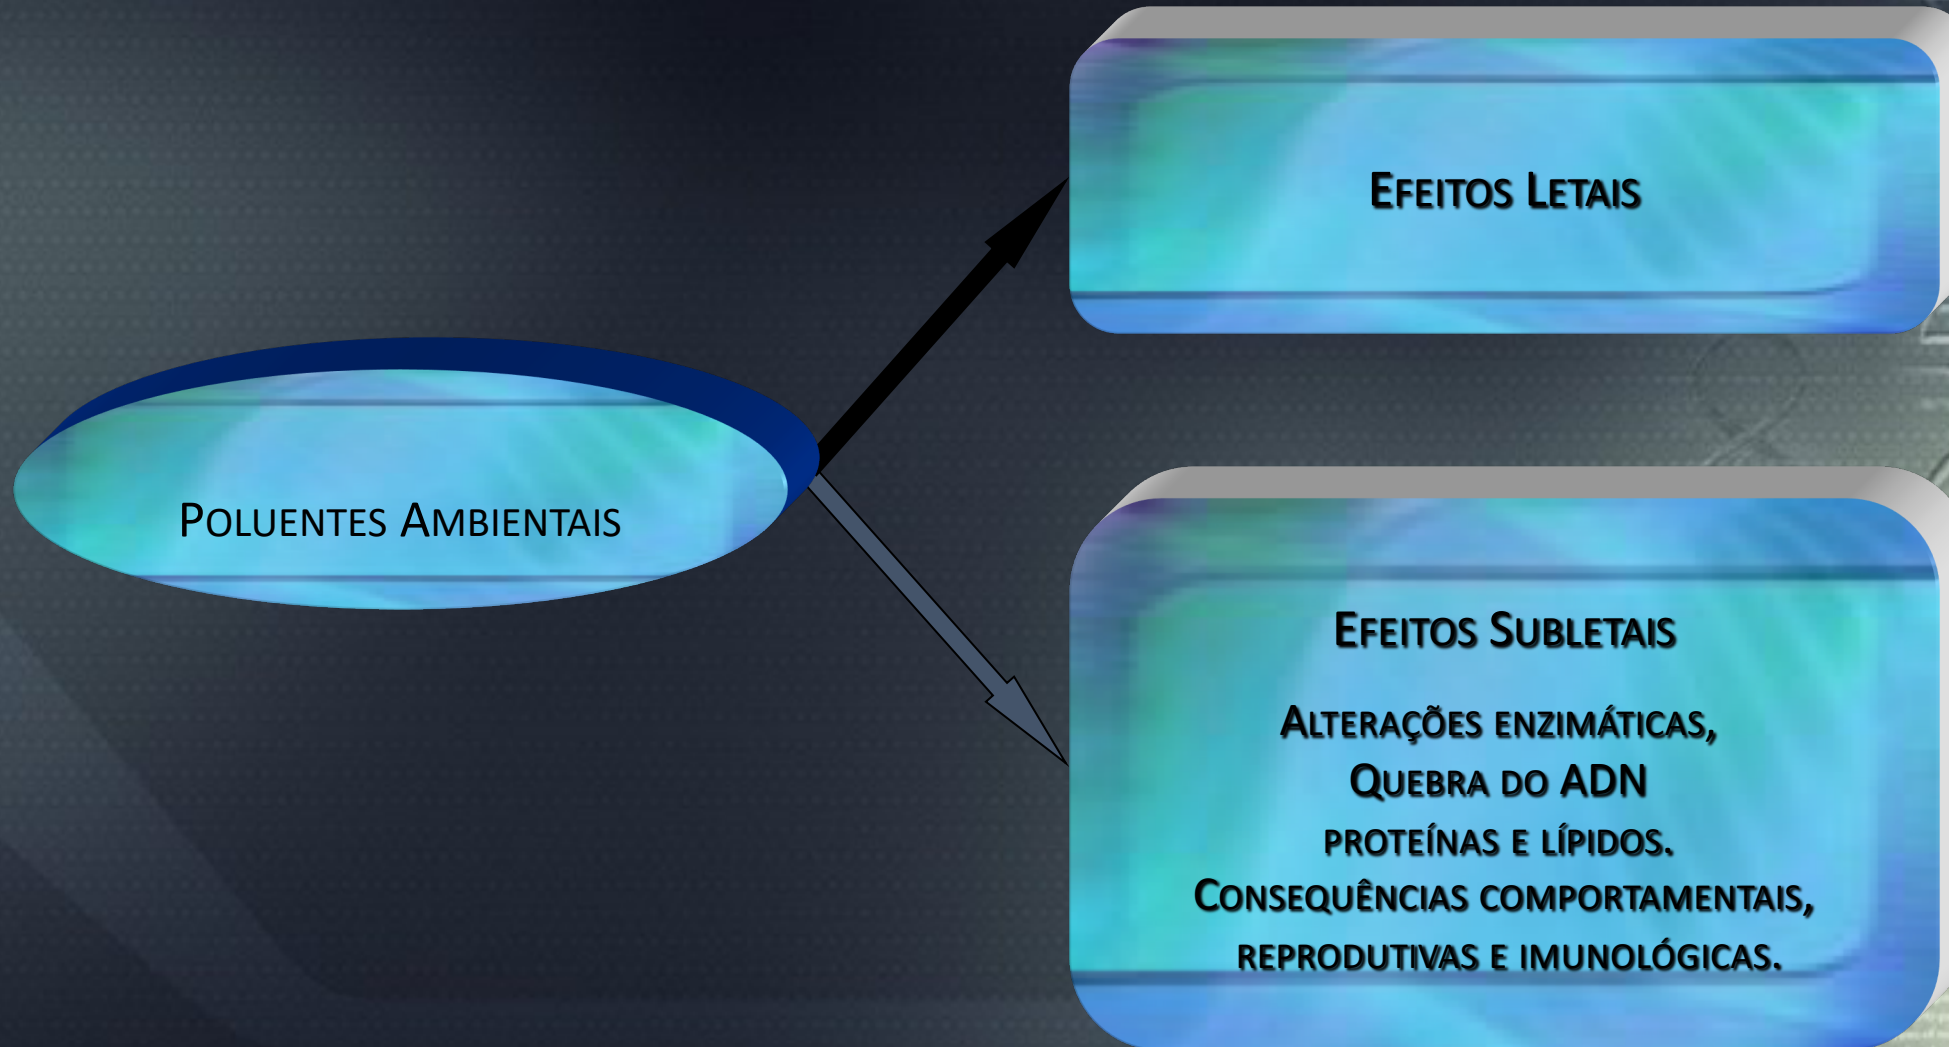 Efeitos Letais
Poluentes Ambientais
Efeitos Subletais
Alterações enzimáticas,
Quebra do ADN
proteínas e lípidos.
Consequências comportamentais,
reprodutivas e imunológicas.